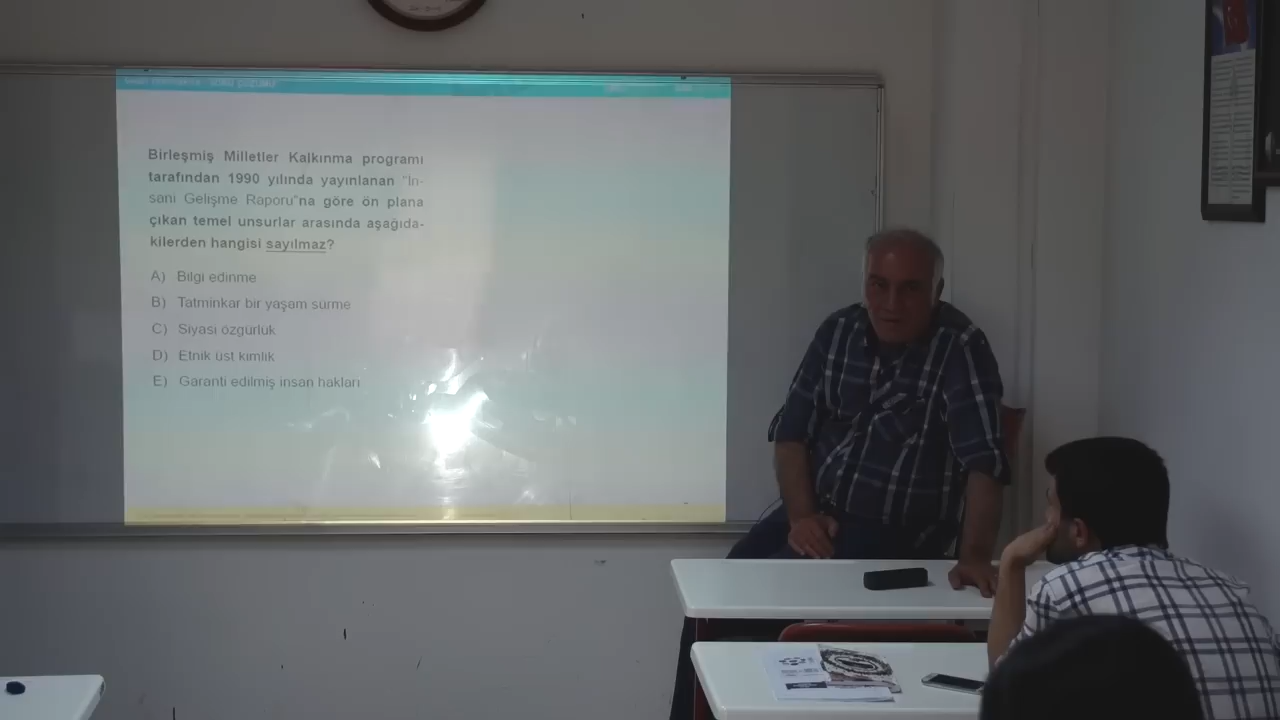 Birleşmiş Milletler Kalkınma programı
tarafından 1990 yılında yayınlanan "İn-
sani Gelişme Raporu"na göre ön plana
çıkan temel unsurlar arasında aşağıda-
kilerden hangisi sayılmaz?
A) Bilgi edinme
B) Tatminkar bir yaşam sürme
C) Siyasi özgürlük
D) Etnik üst kimlik
E) Garanti edilmiş insan hakları